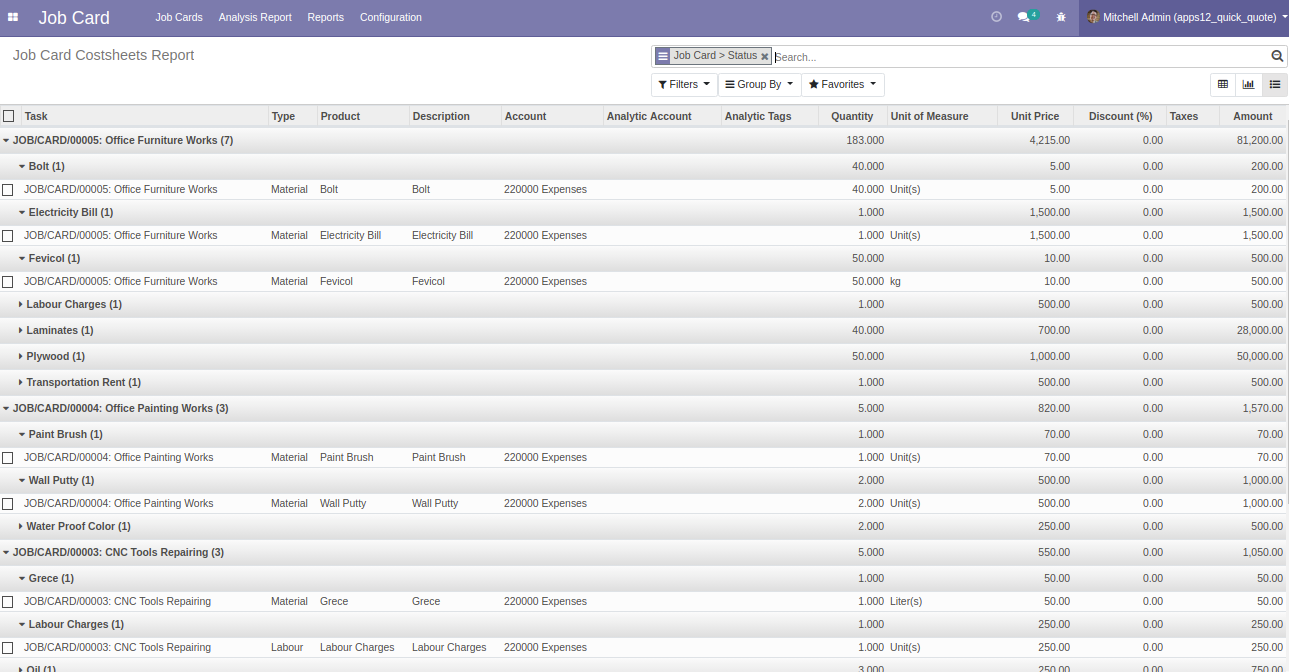 Job Card Job Cards Analysis Report Reports Configuration 4 Mitchell Admin (apps12_quick_quote)
Job Card Costsheets Report Job Card > Status Search...
Filters Group By Favorites
Task Type Product Description Account Analytic Account Analytic Tags Quantity Unit of Measure Unit Price Discount (%) Taxes Amount
JOB/CARD/00005: Office Furniture Works (7) 183.000 4,215.00 0.00 81,200.00
Bolt (1) 40.000 5.00 0.00 200.00
JOB/CARD/00005: Office Furniture Works Material Bolt Bolt 220000 Expenses 40.000 Unit(s) 5.00 0.00 200.00
Electricity Bill (1) 1.000 1,500.00 0.00 1,500.00
JOB/CARD/00005: Office Furniture Works Material Electricity Bill Electricity Bill 220000 Expenses 1.000 Unit(s) 1,500.00 0.00 1,500.00
Fevicol (1) 50.000 10.00 0.00 500.00
JOB/CARD/00005: Office Furniture Works Material Fevicol Fevicol 220000 Expenses 50.000 kg 10.00 0.00 500.00
Labour Charges (1) 1.000 500.00 0.00 500.00
Laminates (1) 40.000 700.00 0.00 28,000.00
Plywood (1) 50.000 1,000.00 0.00 50,000.00
Transportation Rent (1) 1.000 500.00 0.00 500.00
JOB/CARD/00004: Office Painting Works (3) 5.000 820.00 0.00 1,570.00
Paint Brush (1) 1.000 70.00 0.00 70.00
JOB/CARD/00004: Office Painting Works Material Paint Brush Paint Brush 220000 Expenses 1.000 Unit(s) 70.00 0.00 70.00
Wall Putty (1) 2.000 500.00 0.00 1,000.00
JOB/CARD/00004: Office Painting Works Material Wall Putty Wall Putty 220000 Expenses 2.000 Unit(s) 500.00 0.00 1,000.00
Water Proof Color (1) 2.000 250.00 0.00 500.00
JOB/CARD/00003: CNC Tools Repairing (3) 5.000 550.00 0.00 1,050.00
Grece (1) 1.000 50.00 0.00 50.00
JOB/CARD/00003: CNC Tools Repairing Material Grece Grece 220000 Expenses 1.000 Liter(s) 50.00 0.00 50.00
Labour Charges (1) 1.000 250.00 0.00 250.00
JOB/CARD/00003: CNC Tools Repairing Labour Labour Charges Labour Charges 220000 Expenses 1.000 Unit(s) 250.00 0.00 250.00
Oil (1) 3.000 250.00 0.00 750.00